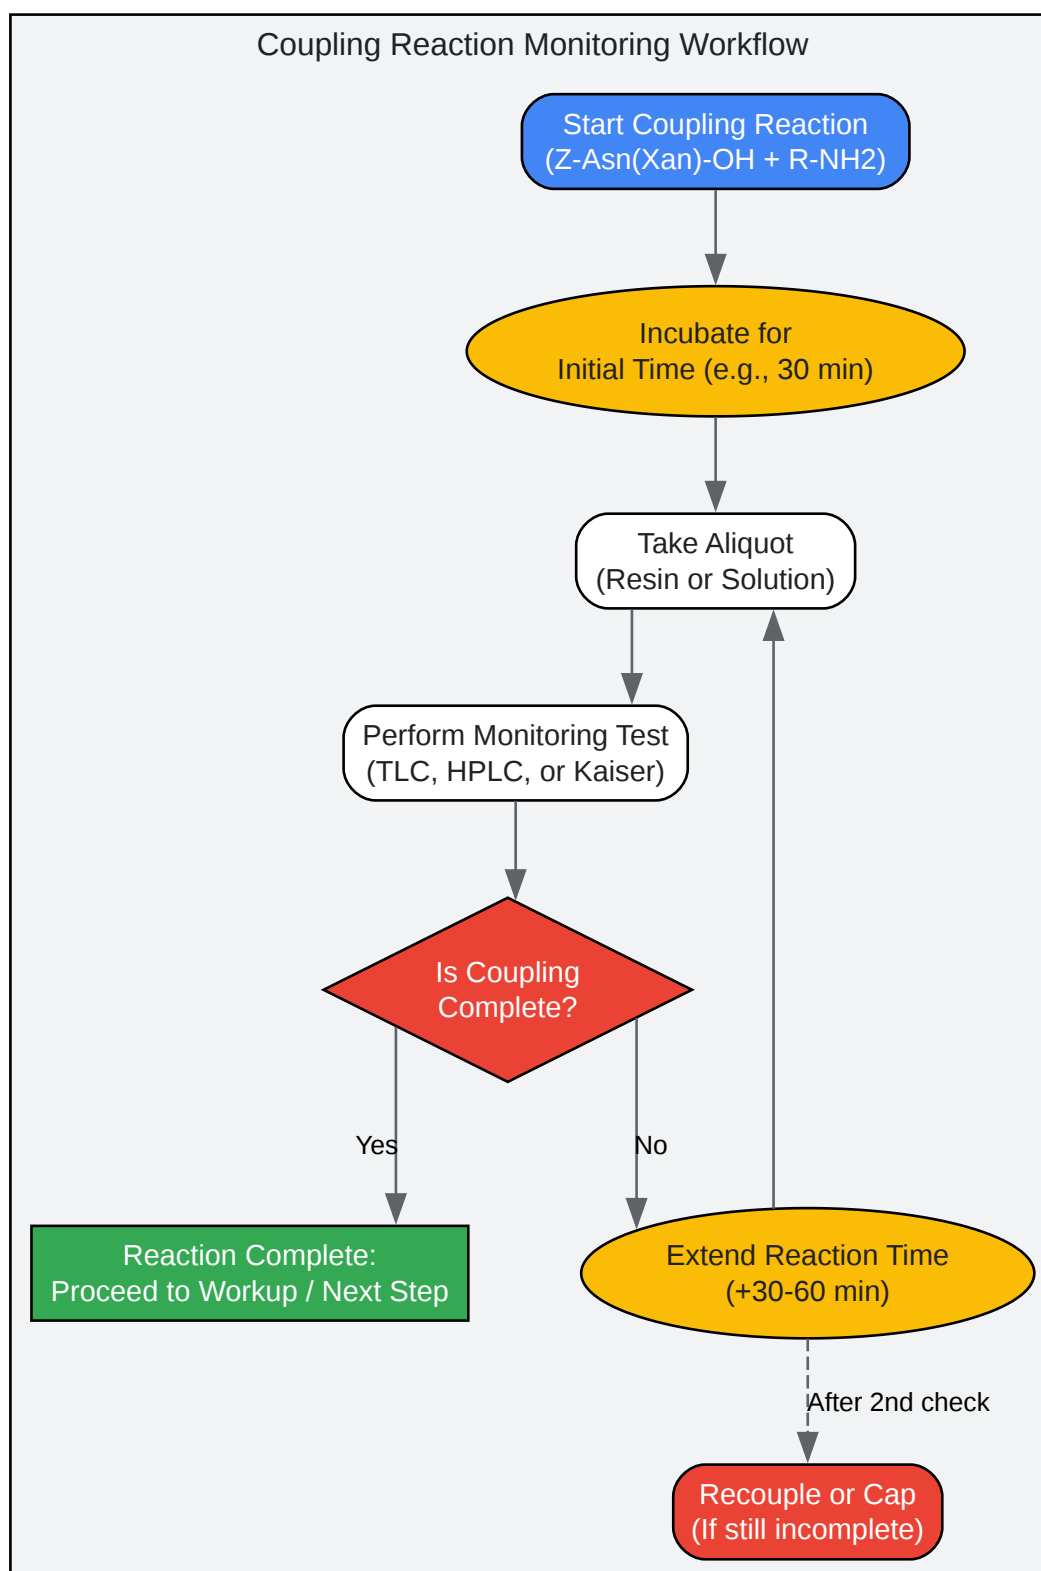 Coupling Reaction Monitoring Workflow
Start Coupling Reaction
(Z-Asn(Xan)-OH + R-NH2)
Incubate for
Initial Time (e.g., 30 min)
Take Aliquot
(Resin or Solution)
Perform Monitoring Test
(TLC, HPLC, or Kaiser)
Is Coupling
Complete?
Yes
No
Reaction Complete:
Proceed to Workup / Next Step
Extend Reaction Time
(+30-60 min)
After 2nd check
Recouple or Cap
(If still incomplete)